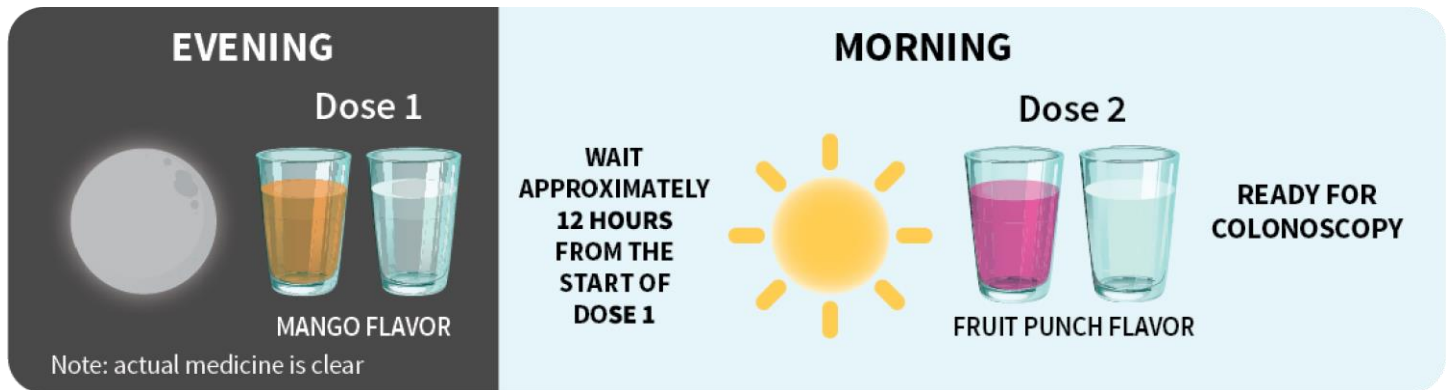 EVENING
Dose 1
MANGO FLAVOR
Note: actual medicine is clear
MORNING
WAIT
APPROXIMATELY
12 HOURS
FROM THE
START OF
DOSE 1
Dose 2
FRUIT PUNCH FLAVOR
READY FOR
COLONOSCOPY